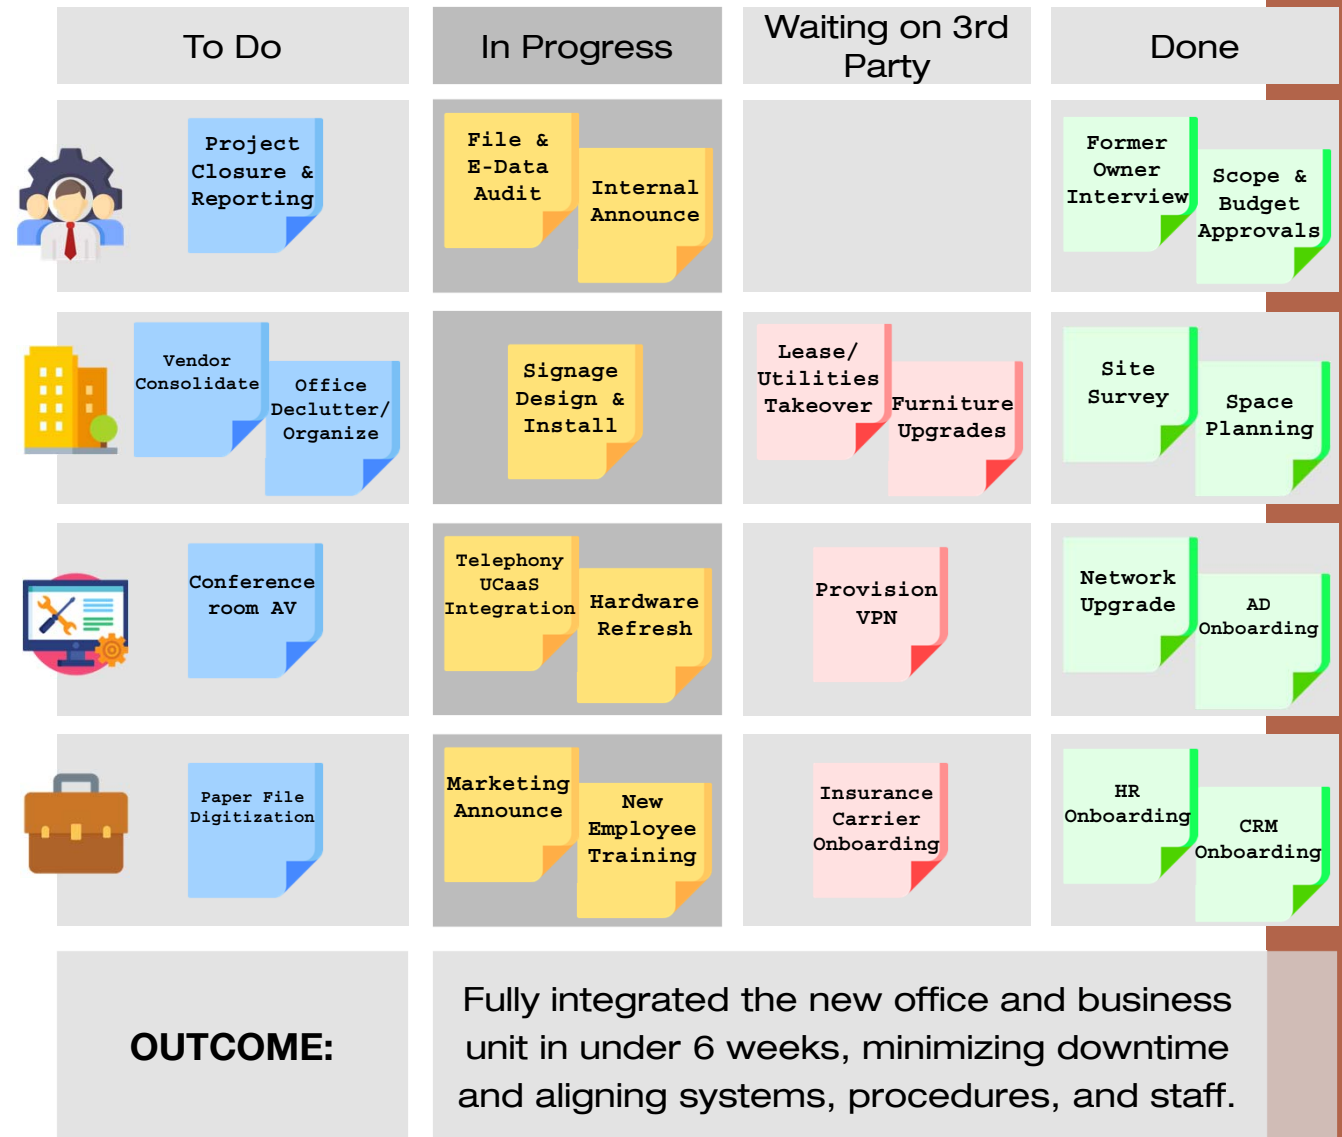 To Do
In Progress
Waiting on 3rd
Party
Done
Project
Closure &
Reporting
File &
E-Data
Audit
Internal
Announce
Former
Owner
Interview
Scope &
Budget
Approvals
Vendor
Consolidate
Office
Declutter/
Organize
Signage
Design &
Install
Lease/
Utilities
Takeover
Furniture
Upgrades
Site
Survey
Space
Planning
Conference
room AV
Telephony
UCaaS
Integration
Hardware
Refresh
Provision
VPN
Network
Upgrade
AD
Onboarding
Paper File
Digitization
Marketing
Announce
New
Employee
Training
Insurance
Carrier
Onboarding
HR
Onboarding
CRM
Onboarding
OUTCOME:
Fully integrated the new office and business
unit in under 6 weeks, minimizing downtime
and aligning systems, procedures, and staff.